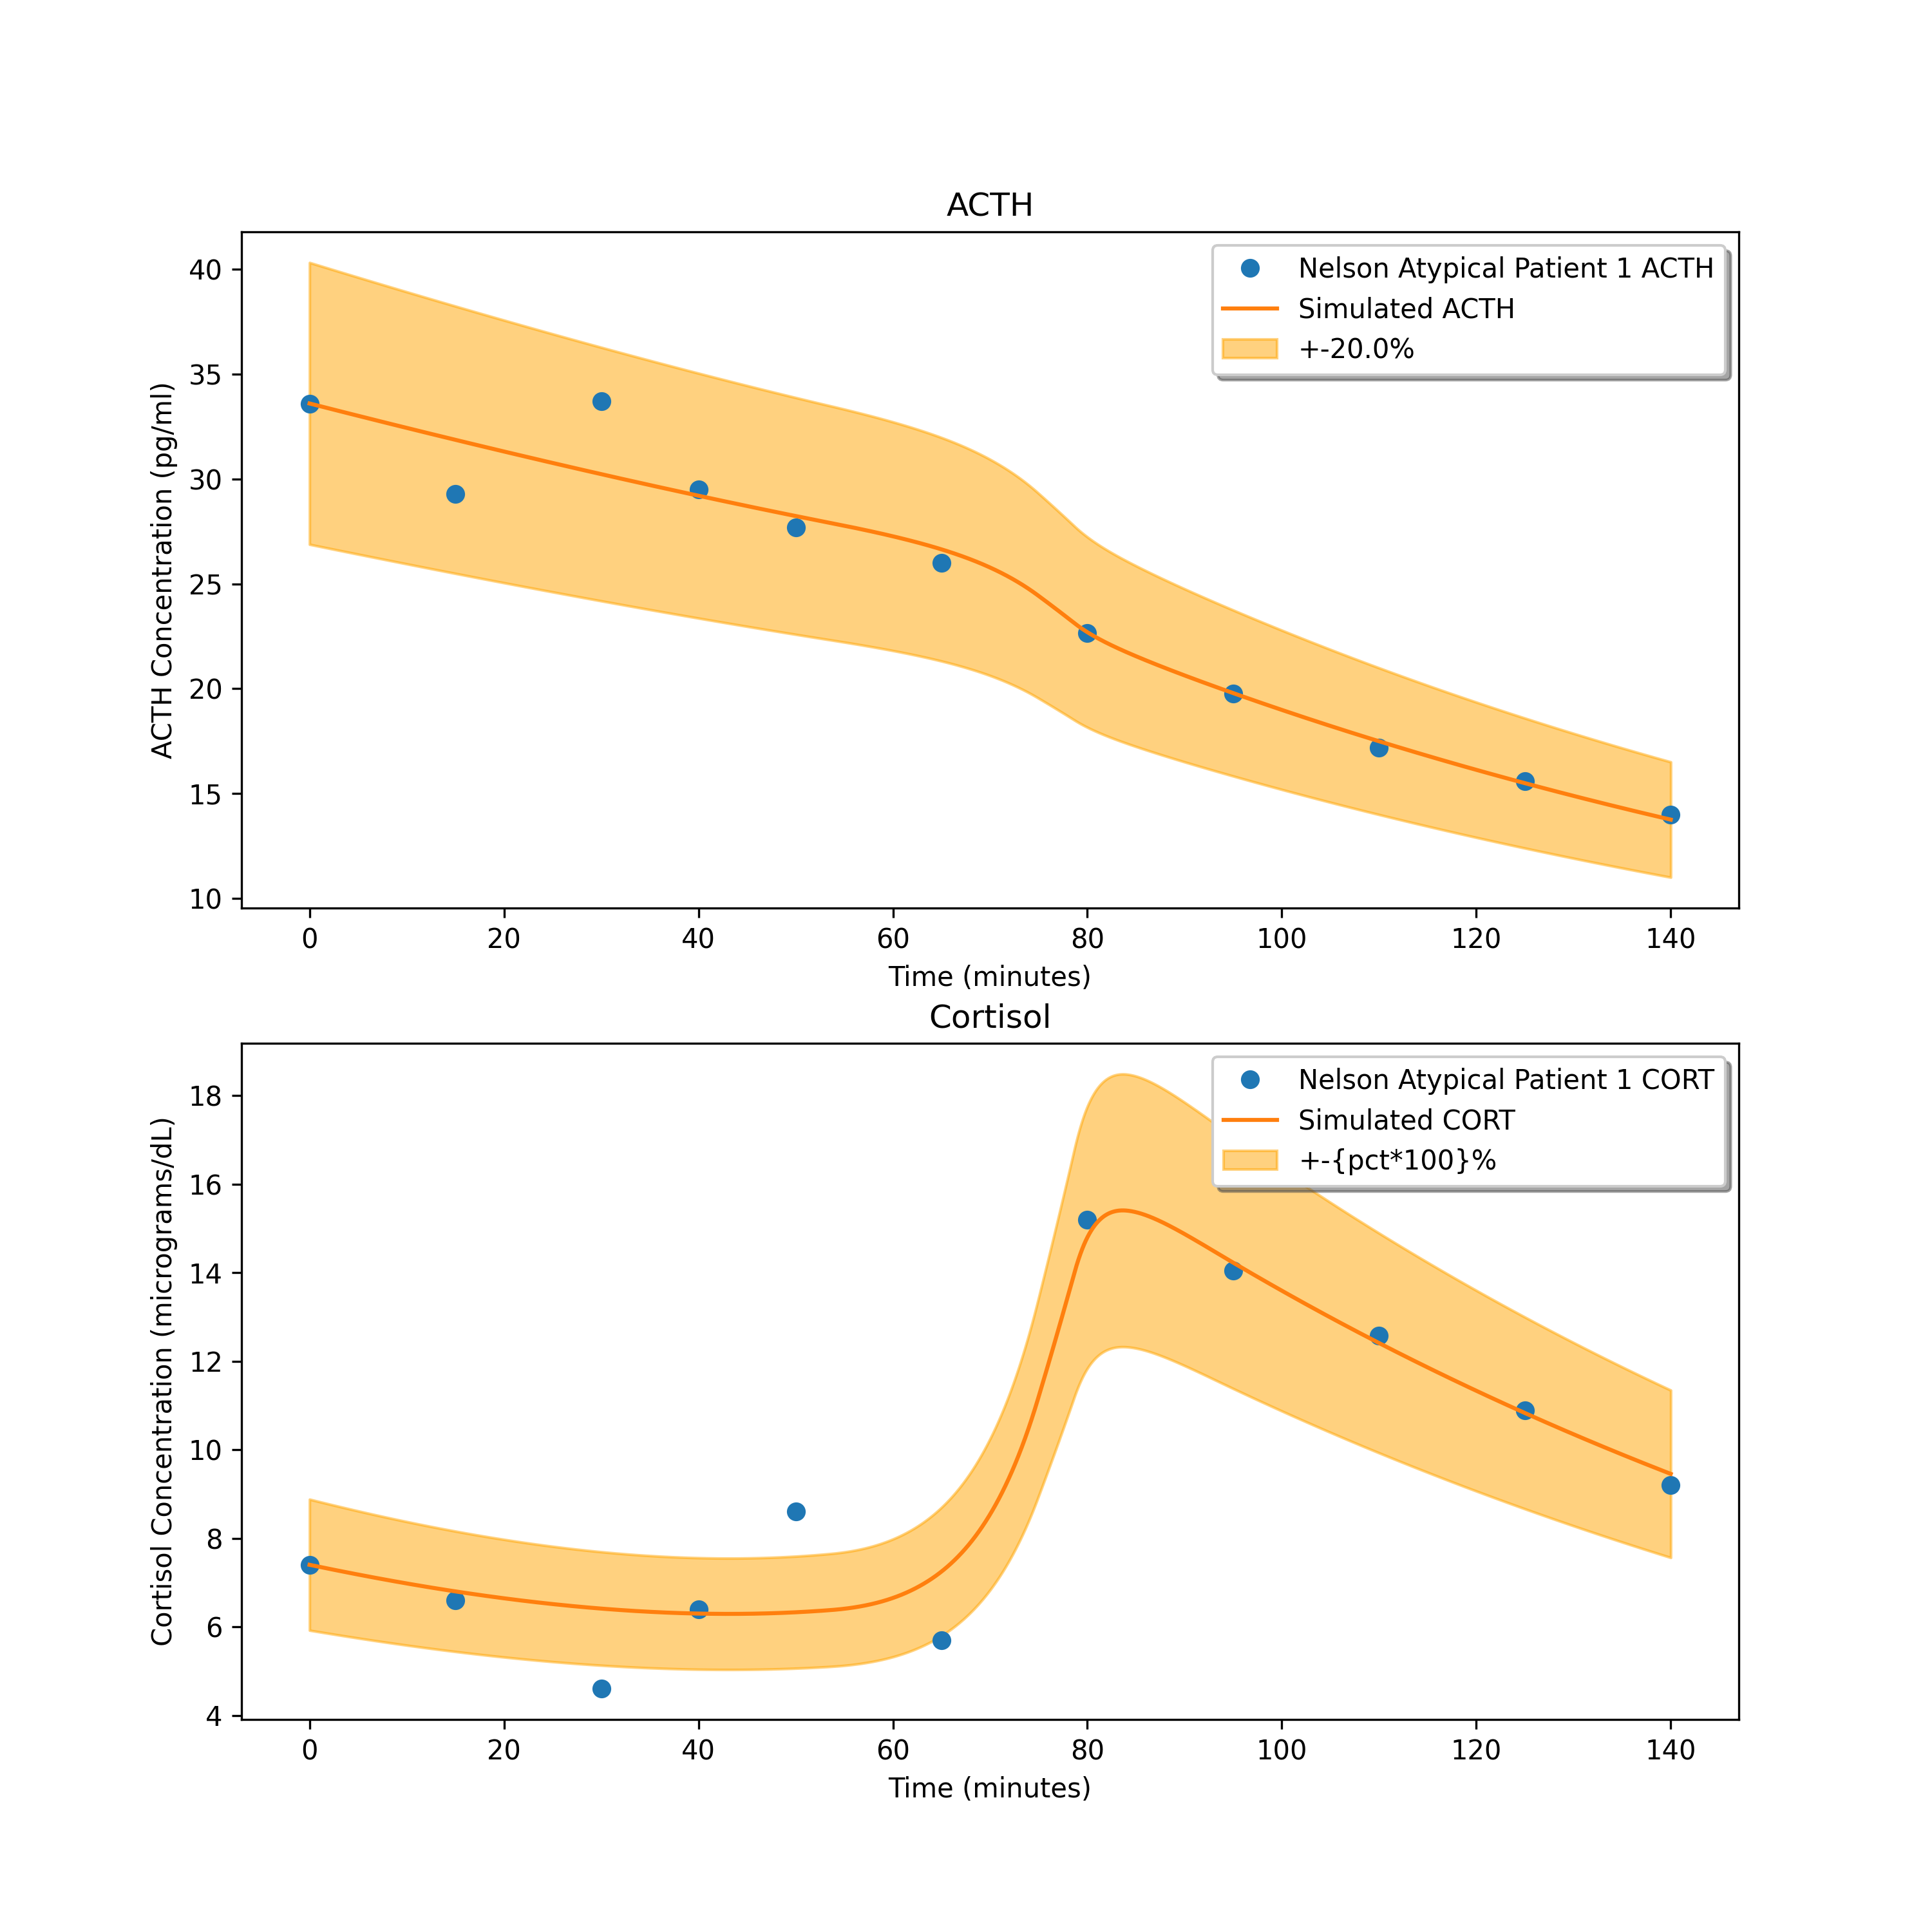 ACTH
Nelson Atypical Patient 1 ACTH
Simulated ACTH
+-20.0%
ACTH Concentration (pg/ml)
40
35
30
25
20
15
10
0 20 40 60 80 100 120 140
Time (minutes)
Cortisol
Nelson Atypical Patient 1 CORT
Simulated CORT
+-{pct*100}%
Cortisol Concentration (micrograms/dL)
18
16
14
12
10
8
6
4
0 20 40 60 80 100 120 140
Time (minutes)